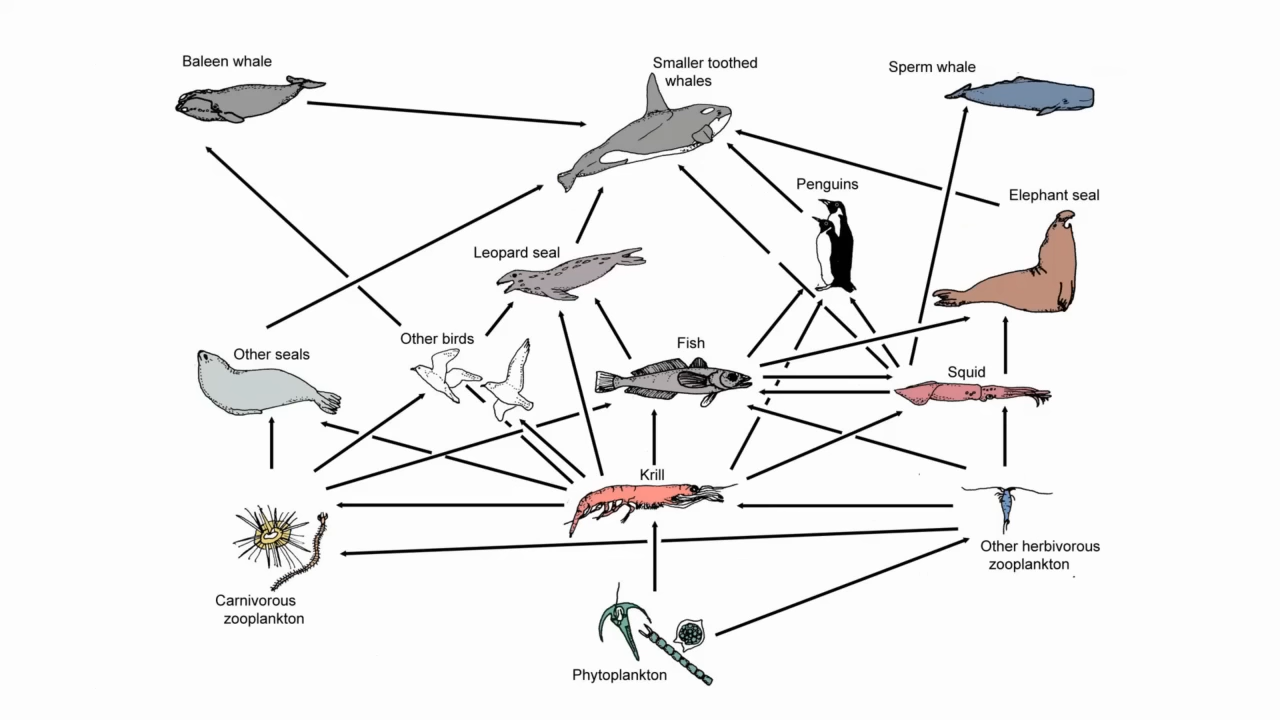 Baleen whale
Smaller toothed
whales
Sperm whale
Penguins
Elephant seal
Leopard seal
Other birds
Fish
Other seals
Squid
Krill
Other herbivorous
zooplankton
Carnivorous
zooplankton
Phytoplankton